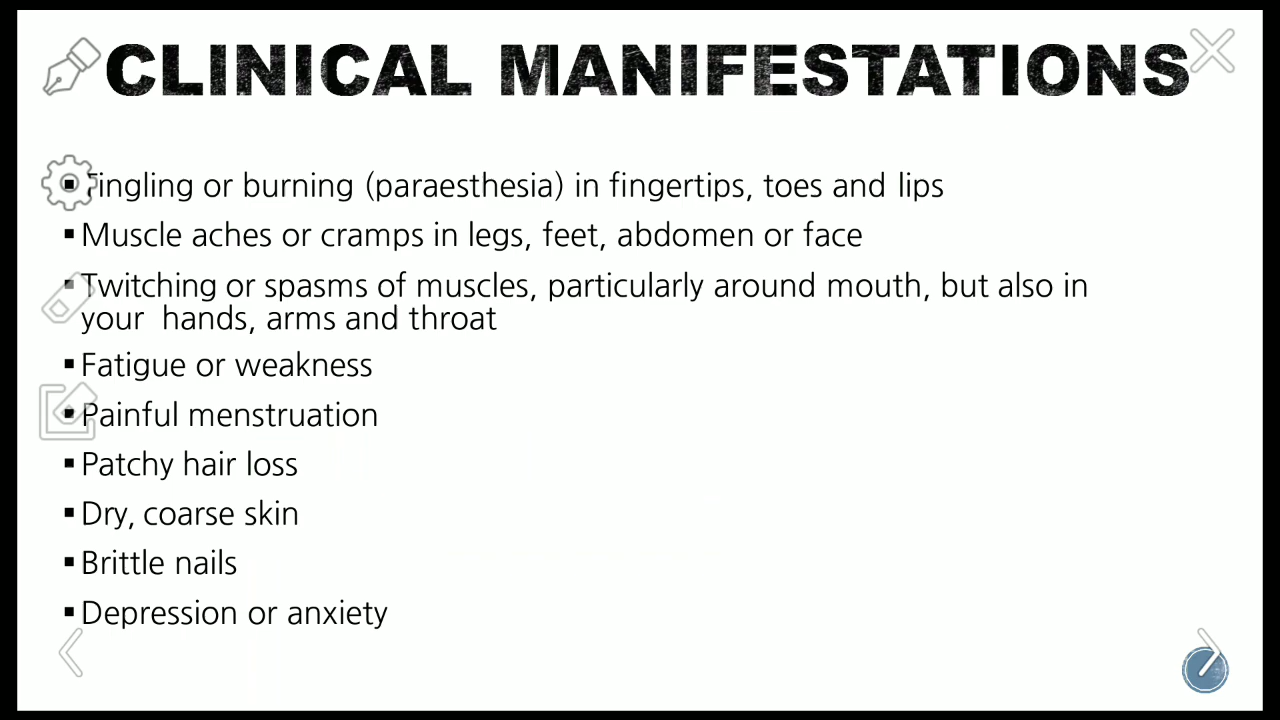 CLINICAL MANIFESTATIONS
▪ Tingling or burning (paraesthesia) in fingertips, toes and lips
▪ Muscle aches or cramps in legs, feet, abdomen or face
▪ Twitching or spasms of muscles, particularly around mouth, but also in
your hands, arms and throat
▪ Fatigue or weakness
▪ Painful menstruation
▪ Patchy hair loss
▪ Dry, coarse skin
▪ Brittle nails
▪ Depression or anxiety